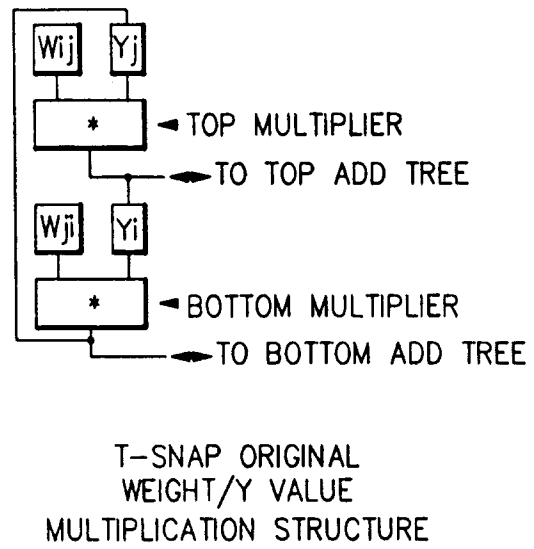 Wij Yj
*
TOP MULTIPLIER
TO TOP ADD TREE
Wji Yi
*
BOTTOM MULTIPLIER
TO BOTTOM ADD TREE
T-SNAP ORIGINAL
WEIGHT/Y VALUE
MULTIPLICATION STRUCTURE